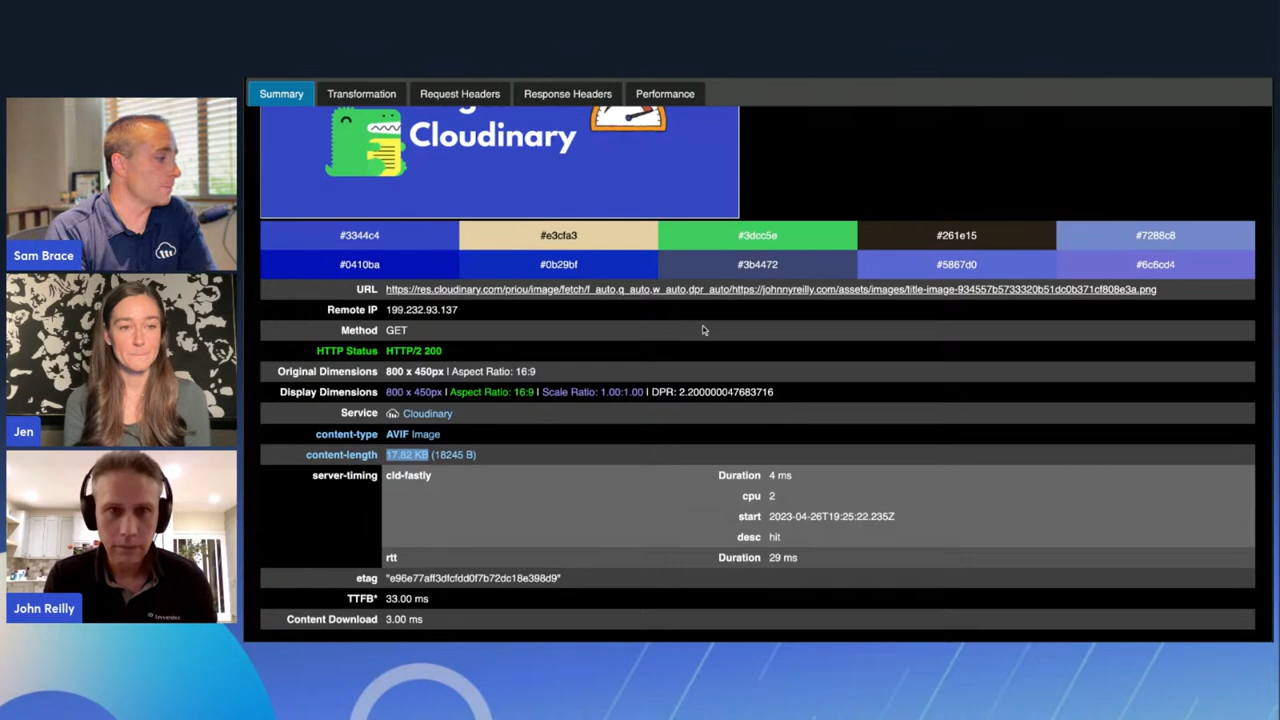 Summary Transformation Request Headers Response Headers Performance
Cloudinary
#3344c4 #e3cfa3 #3dcc5e #261e15 #7288c8
#0410ba #0b29bf #3b4472 #5867d0 #6c6cd4
URL https://res.cloudinary.com/priou/image/fetch/f_auto,q_auto,w_auto,dpr_auto/https://johnnyreilly.com/assets/images/title-image-934557b5733320b51dc0b371cf808e3a.png
Remote IP 199.232.93.137
Method GET
HTTP Status HTTP/2 200
Original Dimensions 800 x 450px | Aspect Ratio: 16:9
Display Dimensions 800 x 450px | Aspect Ratio: 16:9 | Scale Ratio: 1.00:1.00 | DPR: 2.200000047683716
Service Cloudinary
content-type AVIF Image
content-length 17.82 KB (18245 B)
server-timing cld-fastly Duration 4 ms
cpu 2
start 2023-04-26T19:25:22.235Z
desc hit
rtt Duration 29 ms
etag "e96e77aff3dfcfdd0f7b72dc18e398d9"
TTFB* 33.00 ms
Content Download 3.00 ms
Sam Brace
Jen
John Reilly
Investec